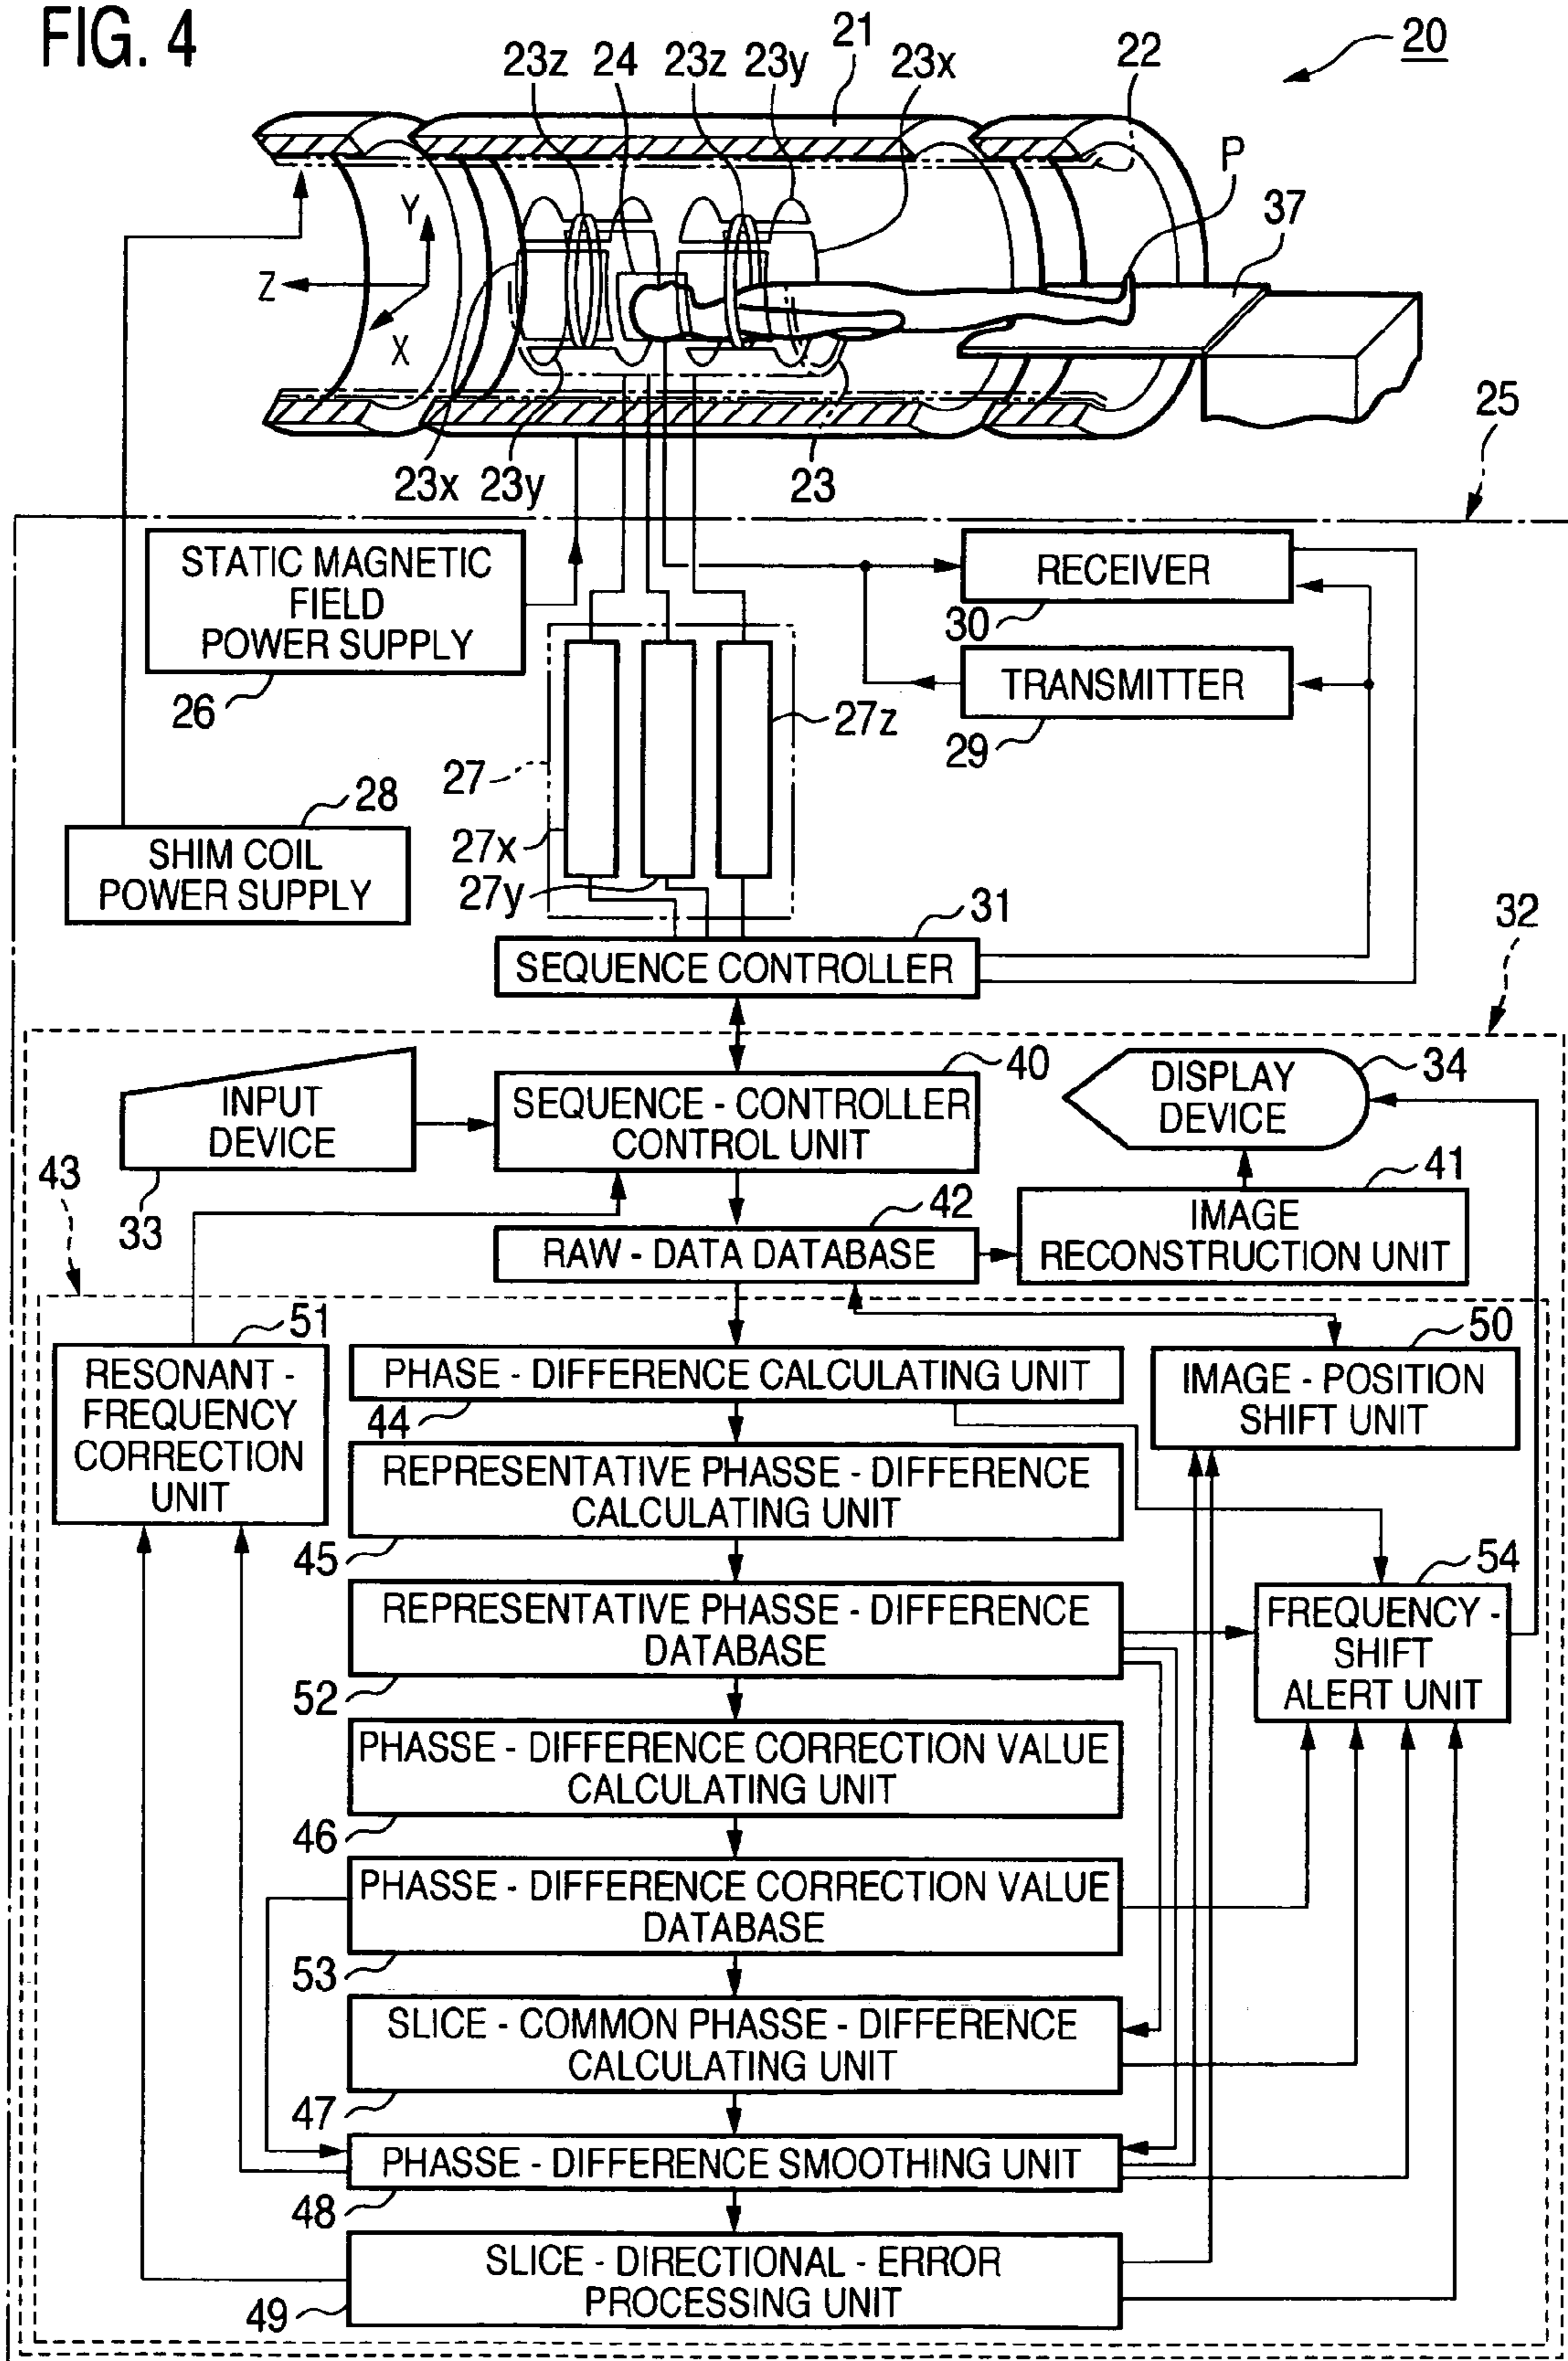 FIG. 4
20
23z 24 23z 23y 21 23x 22
P
37
Y
Z
X
23x 23y 23
25
STATIC MAGNETIC
FIELD
POWER SUPPLY
26
RECEIVER
30
TRANSMITTER
29
27z
27
27x
27y
28
SHIM COIL
POWER SUPPLY
31
SEQUENCE CONTROLLER
32
INPUT
DEVICE
33
40
SEQUENCE - CONTROLLER
CONTROL UNIT
DISPLAY
DEVICE
34
43
42
RAW - DATA DATABASE
41
IMAGE
RECONSTRUCTION UNIT
51
RESONANT -
FREQUENCY
CORRECTION
UNIT
PHASE - DIFFERENCE CALCULATING UNIT
44
50
IMAGE - POSITION
SHIFT UNIT
REPRESENTATIVE PHASSE - DIFFERENCE
CALCULATING UNIT
45
REPRESENTATIVE PHASSE - DIFFERENCE
DATABASE
52
54
FREQUENCY -
SHIFT
ALERT UNIT
PHASSE - DIFFERENCE CORRECTION VALUE
CALCULATING UNIT
46
PHASSE - DIFFERENCE CORRECTION VALUE
DATABASE
53
SLICE - COMMON PHASSE - DIFFERENCE
CALCULATING UNIT
47
PHASSE - DIFFERENCE SMOOTHING UNIT
48
SLICE - DIRECTIONAL - ERROR
PROCESSING UNIT
49